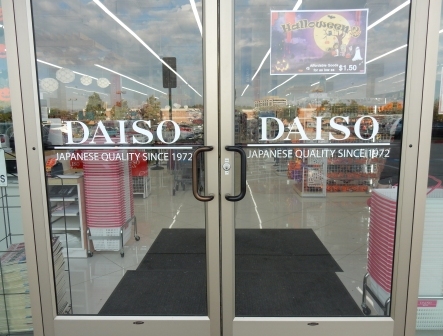 Halloween
$1.50
DAISO
JAPANESE QUALITY SINCE 1972
DAISO
JAPANESE QUALITY SINCE 1972